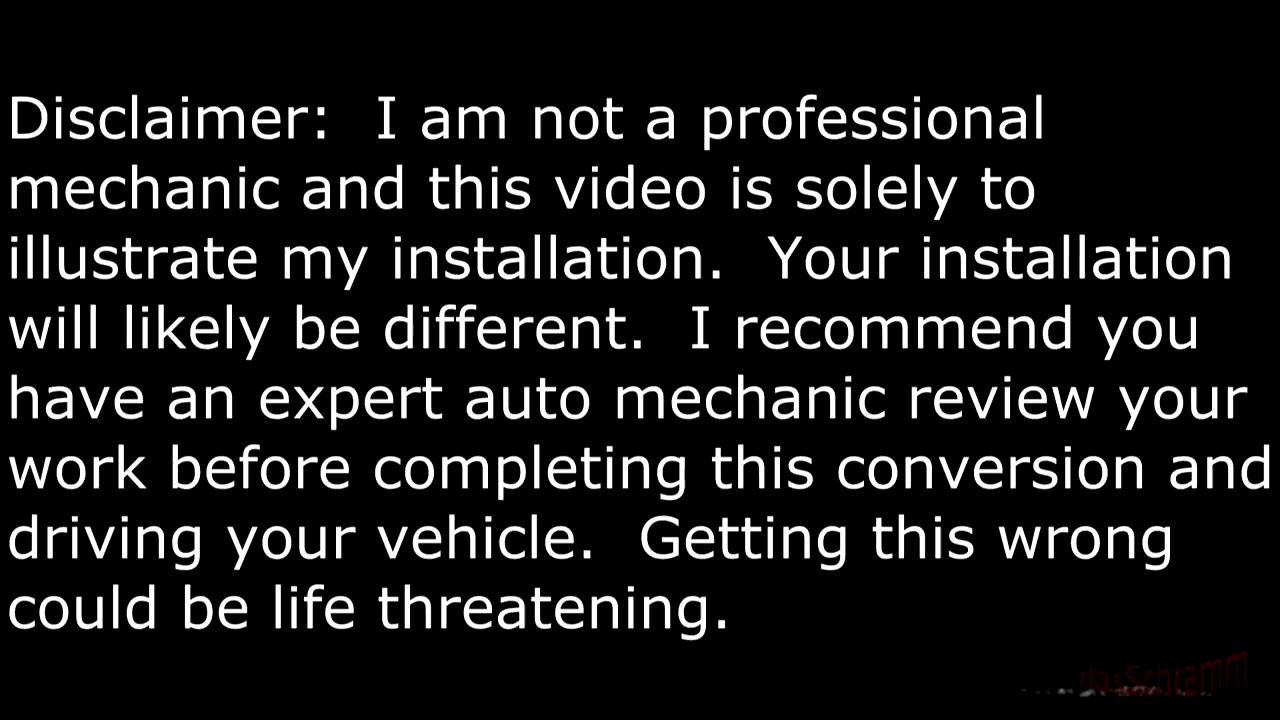 Disclaimer:  I am not a professional
mechanic and this video is solely to
illustrate my installation.  Your installation
will likely be different.  I recommend you
have an expert auto mechanic review your
work before completing this conversion and
driving your vehicle.  Getting this wrong
could be life threatening.
dasSchramm